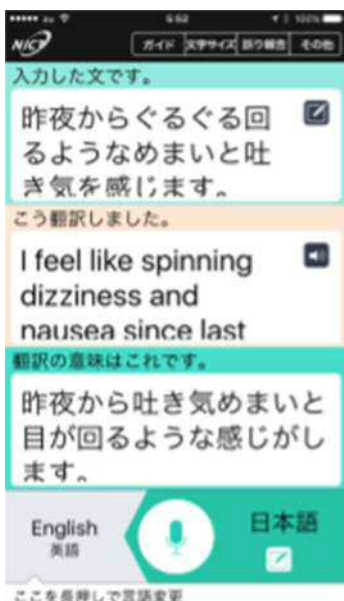 5:52
100%
NICT
ガイド 文字サイズ 誤り報告 その他
入力した文です。
昨夜からぐるぐる回
るようなめまいと吐
き気を感じます。
こう翻訳しました。
I feel like spinning
dizziness and
nausea since last
翻訳の意味はこれです。
昨夜から吐き気めまいと
目が回るような感じがし
ます。
English
英語
日本語
ここを長押しで言語変更